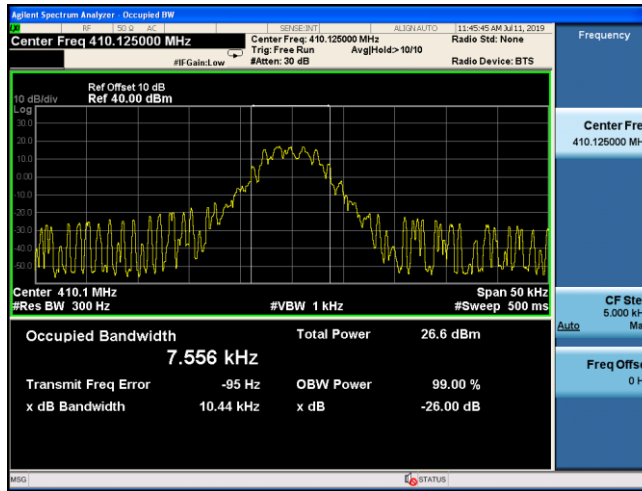 Agilent Spectrum Analyzer - Occupied BW
RF 50 Ω AC SENSE:INT ALIGN AUTO 11:45:45 AM Jul 11, 2019
Center Freq 410.125000 MHz
Center Freq: 410.125000 MHz
Radio Std: None
Trig: Free Run Avg|Hold:> 10/10
#IFGain:Low #Atten: 30 dB Radio Device: BTS
Frequency
Ref Offset 10 dB
10 dB/div Ref 40.00 dBm
Log
30.0
20.0
10.0
0.00
-10.0
-20.0
-30.0
-40.0
-50.0
Center Fre
410.125000 MH
Center 410.1 MHz Span 50 kHz
#Res BW 300 Hz #VBW 1 kHz #Sweep 500 ms
CF Ste
5.000 kH
Auto Ma
Occupied Bandwidth Total Power 26.6 dBm
7.556 kHz
Freq Offse
0 H
Transmit Freq Error -95 Hz OBW Power 99.00 %
x dB Bandwidth 10.44 kHz x dB -26.00 dB
MSG STATUS